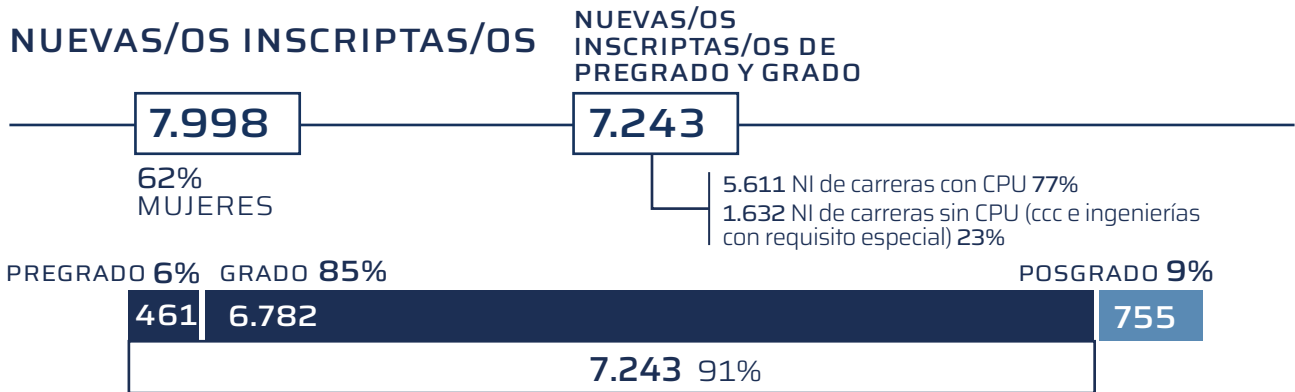 NUEVAS/OS INSCRIPTAS/OS
7.998
62%
MUJERES
NUEVAS/OS
INSCRIPTAS/OS DE
PREGRADO Y GRADO
7.243
5.611 NI de carreras con CPU 77%
1.632 NI de carreras sin CPU (ccc e ingenierías
con requisito especial) 23%
PREGRADO 6% GRADO 85% POSGRADO 9%
461 6.782 755
7.243 91%